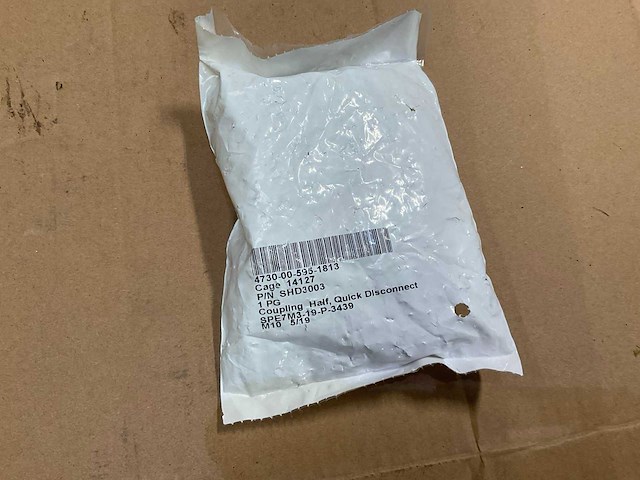 4730-00-595-1813
Cage 14127
P/N SHD3003
1 PG
Coupling Half, Quick Disconnect
SPE7M3-19-P-3439
M10 5/19